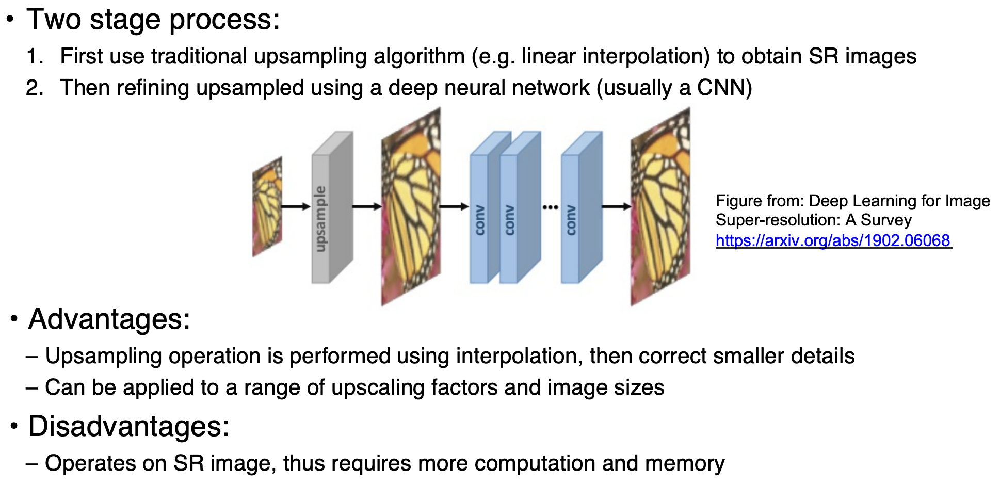 • Two stage process:
1. First use traditional upsampling algorithm (e.g. linear interpolation) to obtain SR images
2. Then refining upsampled using a deep neural network (usually a CNN)
upsample
conv
conv
•••
conv
Figure from: Deep Learning for Image
Super-resolution: A Survey
https://arxiv.org/abs/1902.06068
• Advantages:
– Upsampling operation is performed using interpolation, then correct smaller details
– Can be applied to a range of upscaling factors and image sizes
• Disadvantages:
– Operates on SR image, thus requires more computation and memory